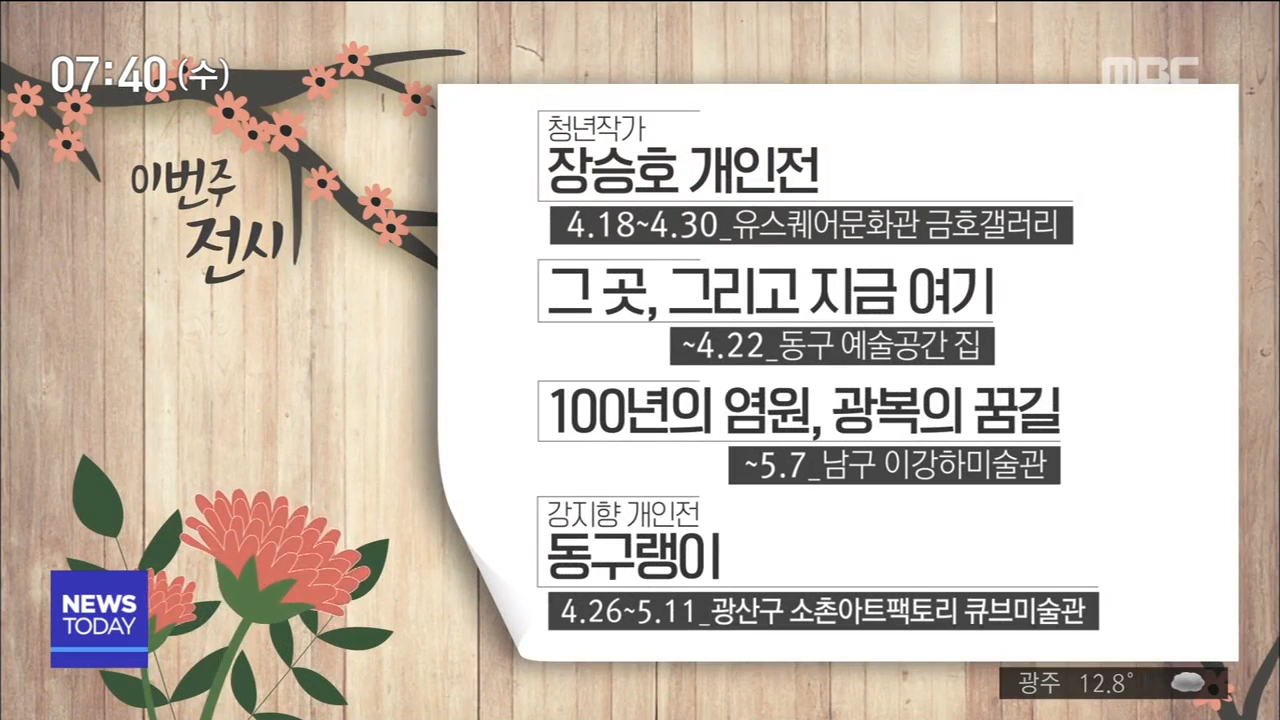 07:40 (수)
MBC
이번주
전시
청년작가
장승호 개인전
4.18~4.30_유스퀘어문화관 금호갤러리
그 곳, 그리고 지금 여기
~4.22_동구 예술공간 집
100년의 염원, 광복의 꿈길
~5.7_남구 이강하미술관
강지향 개인전
동구랭이
4.26~5.11_광산구 소촌아트팩토리 큐브미술관
NEWS
TODAY
광주 12.8°